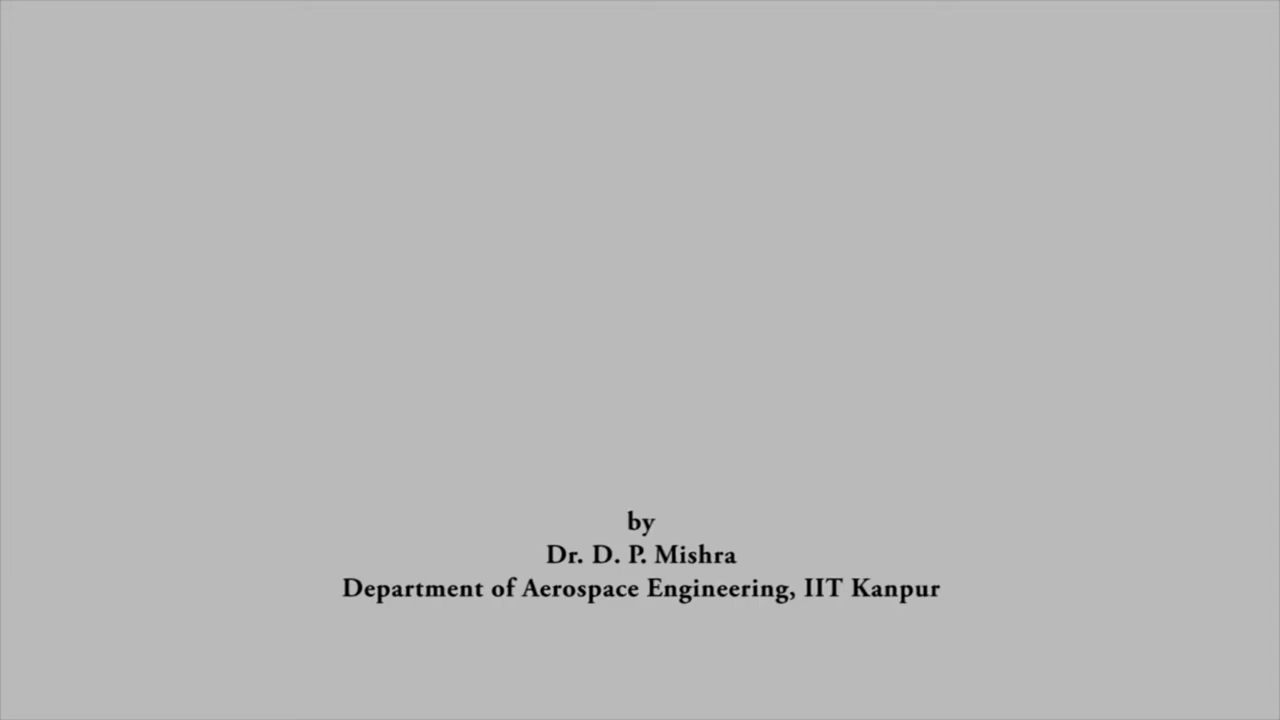 by
Dr. D. P. Mishra
Department of Aerospace Engineering, IIT Kanpur